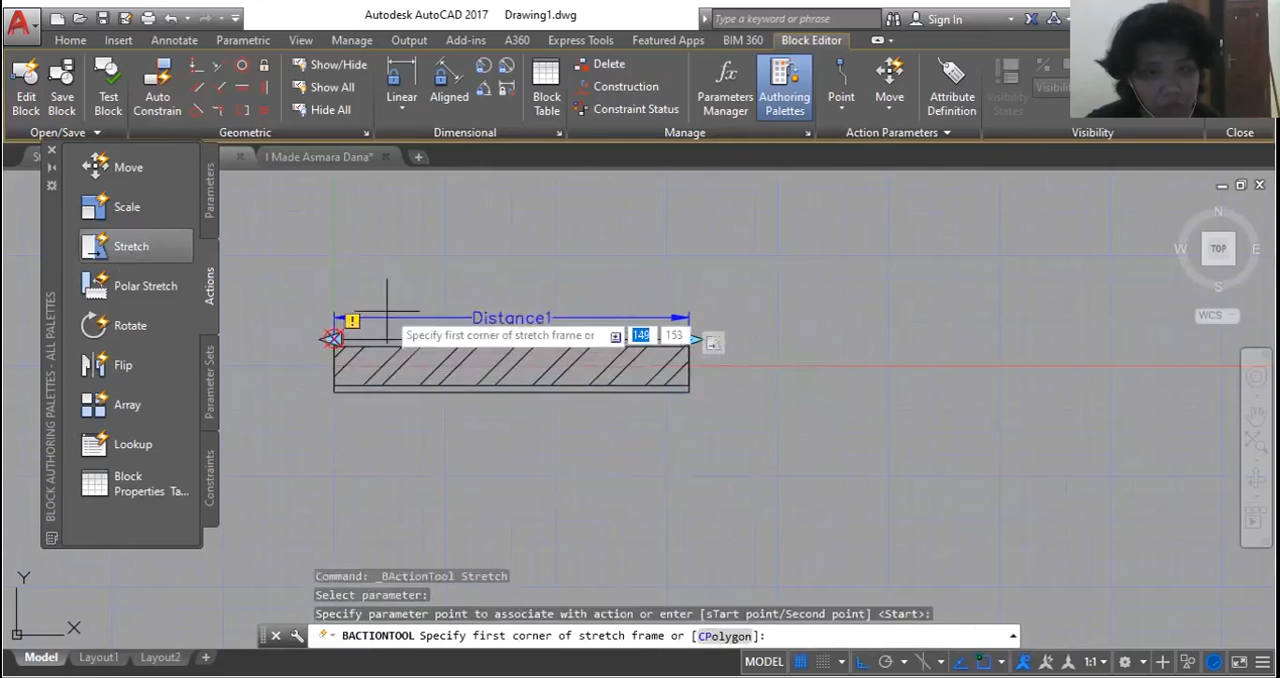 Autodesk AutoCAD 2017 Drawing1.dwg
Type a keyword or phrase
Sign In
Home Insert Annotate Parametric View Manage Output Add-ins A360 Express Tools Featured Apps BIM 360 Block Editor
Edit Block
Save Block
Test Block
Auto Constrain
Show/Hide
Show All
Hide All
Linear
Aligned
Block Table
Delete
Construction
Constraint Status
Parameters Manager
Authoring Palettes
Point
Move
Attribute Definition
Visibility States
Open/Save Geometric Dimensional Manage Action Parameters Visibility Close
I Made Asmara Dana*
Move
Scale
Stretch
Polar Stretch
Rotate
Flip
Array
Lookup
Block Properties Ta...
Parameters
Actions
Parameter Sets
Constraints
BLOCK AUTHORING PALETTES - ALL PALETTES
Distance1
Specify first corner of stretch frame or 149 153
N
W TOP E
S
WCS
Y
X
Command: _BActionTool Stretch
Select parameter:
Specify parameter point to associate with action or enter [sTart point/Second point] <Start>:
BACTIONTOOL Specify first corner of stretch frame or [CPolygon]:
Model Layout1 Layout2 +
MODEL 1:1